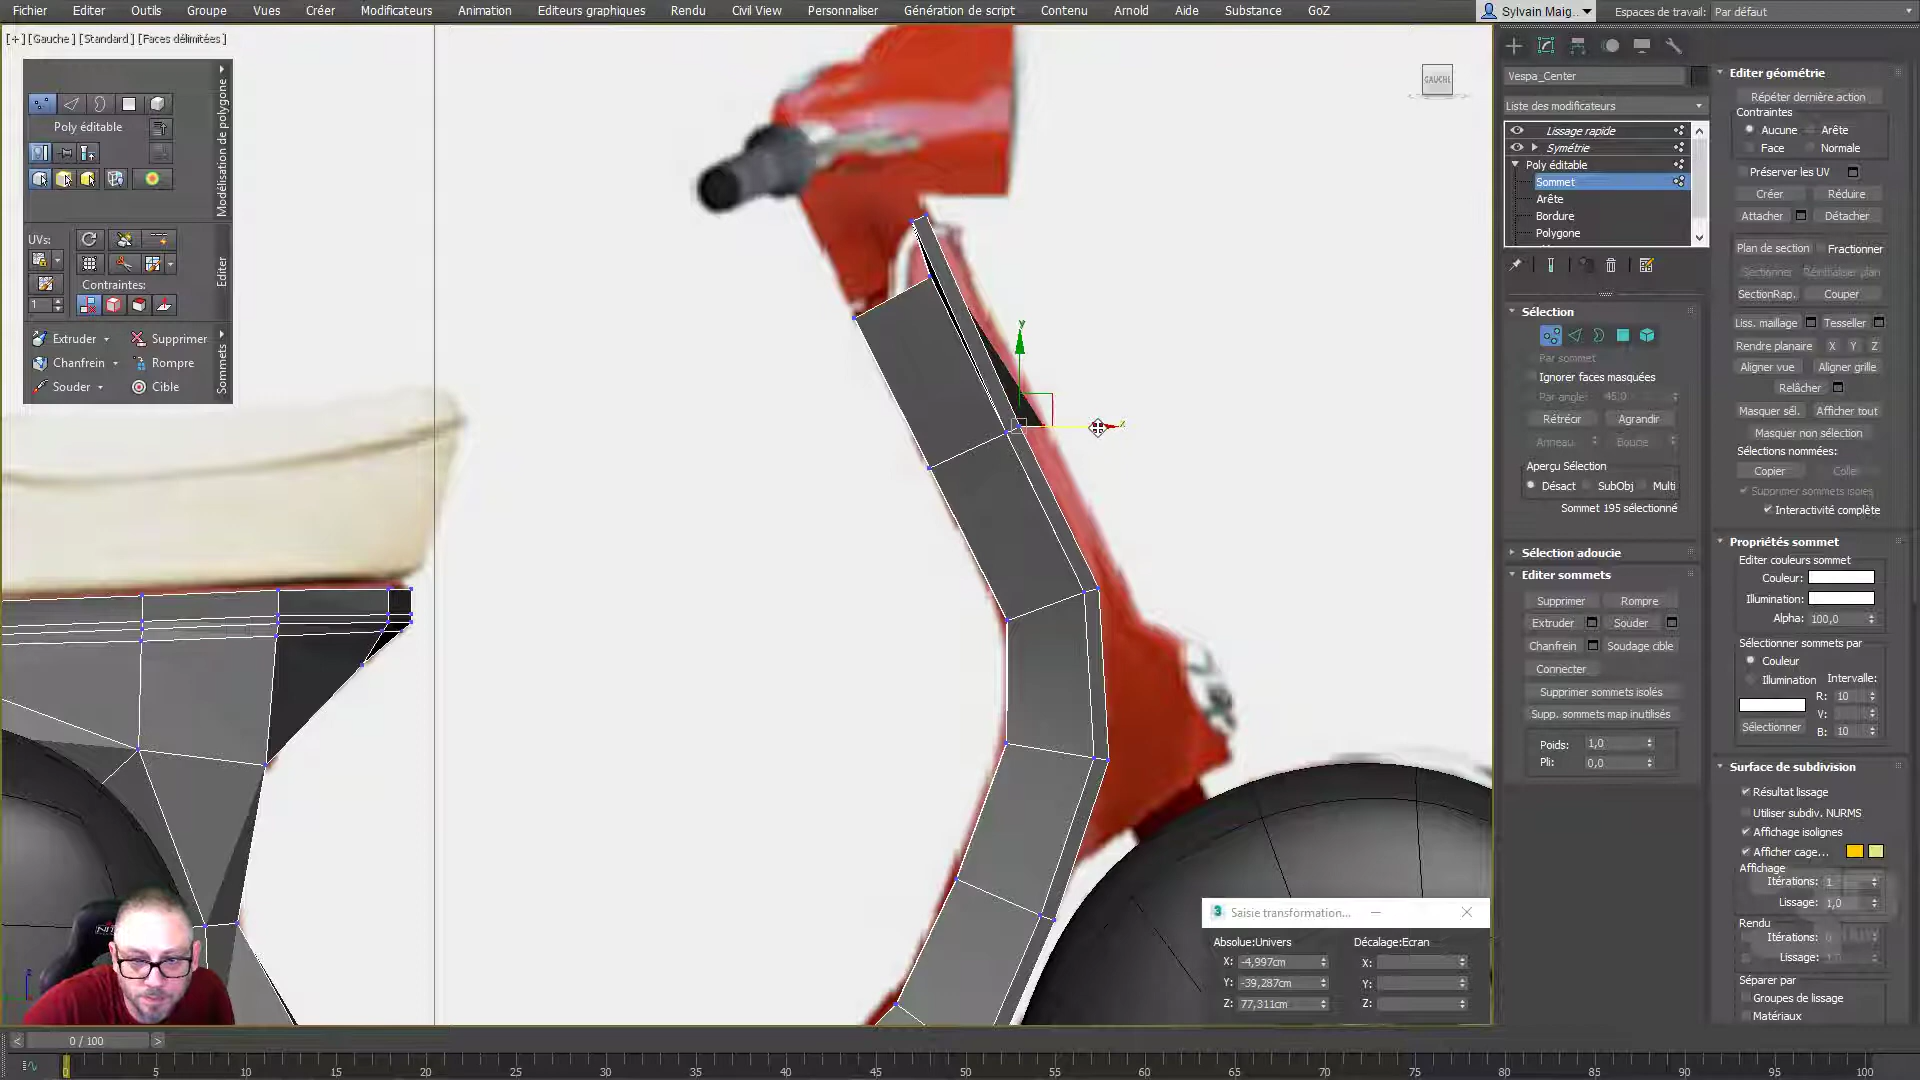 Fichier Editer Outils Groupe Vues Créer Modificateurs Animation Editeurs graphiques Rendu Civil View Personnaliser Génération de script Contenu Arnold Aide Substance GoZ Sylvain Maig.. Espaces de travail: Par défaut
[+] [Gauche] [Standard] [Faces délimitées]
GAUCHE
Modélisation de polygone
Poly éditable
UVs:
Editer
Contraintes:
1
Extruder Supprimer
Chanfrein Rompre
Souder Cible
Sommets
y
x
Vespa_Center
Liste des modificateurs
Lissage rapide
Symétrie
Poly éditable
Sommet
Arête
Bordure
Polygone
Sélection
Par sommet
Ignorer faces masquées
Par angle: 45,0
Rétrécir Agrandir
Anneau Boucle
Aperçu Sélection
Désact SubObj Multi
Sommet 195 sélectionné
Sélection adoucie
Editer sommets
Supprimer Rompre
Extruder Souder
Chanfrein Soudage cible
Connecter
Supprimer sommets isolés
Supp. sommets map inutilisés
Poids: 1,0
Pli: 0,0
Editer géométrie
Répéter dernière action
Contraintes
Aucune Arête
Face Normale
Préserver les UV
Créer Réduire
Attacher Détacher
Plan de section Fractionner
Sectionner Réinitialiser plan
SectionRap. Couper
Liss. maillage Tesseller
Rendre planaire X Y Z
Aligner vue Aligner grille
Relâcher
Masquer sél. Afficher tout
Masquer non sélection
Sélections nommées:
Copier Coller
Supprimer sommets isolés
Interactivité complète
Propriétés sommet
Editer couleurs sommet
Couleur:
Illumination:
Alpha: 100,0
Sélectionner sommets par
Couleur
Illumination Intervalle:
R: 10
V:
Sélectionner B: 10
Surface de subdivision
Résultat lissage
Utiliser subdiv. NURMS
Affichage isolignes
Afficher cage...
Affichage
Itérations: 1
Lissage: 1,0
Rendu
Itérations: 0
Lissage: 1,0
Séparer par
Groupes de lissage
Matériaux
3 Saisie transformation...
Absolue:Univers Décalage:Ecran
X: -4,997cm X:
Y: -39,287cm Y:
Z: 77,311cm Z:
< 0 / 100 >
0 5 10 15 20 25 30 35 40 45 50 55 60 65 70 75 80 85 90 95 100